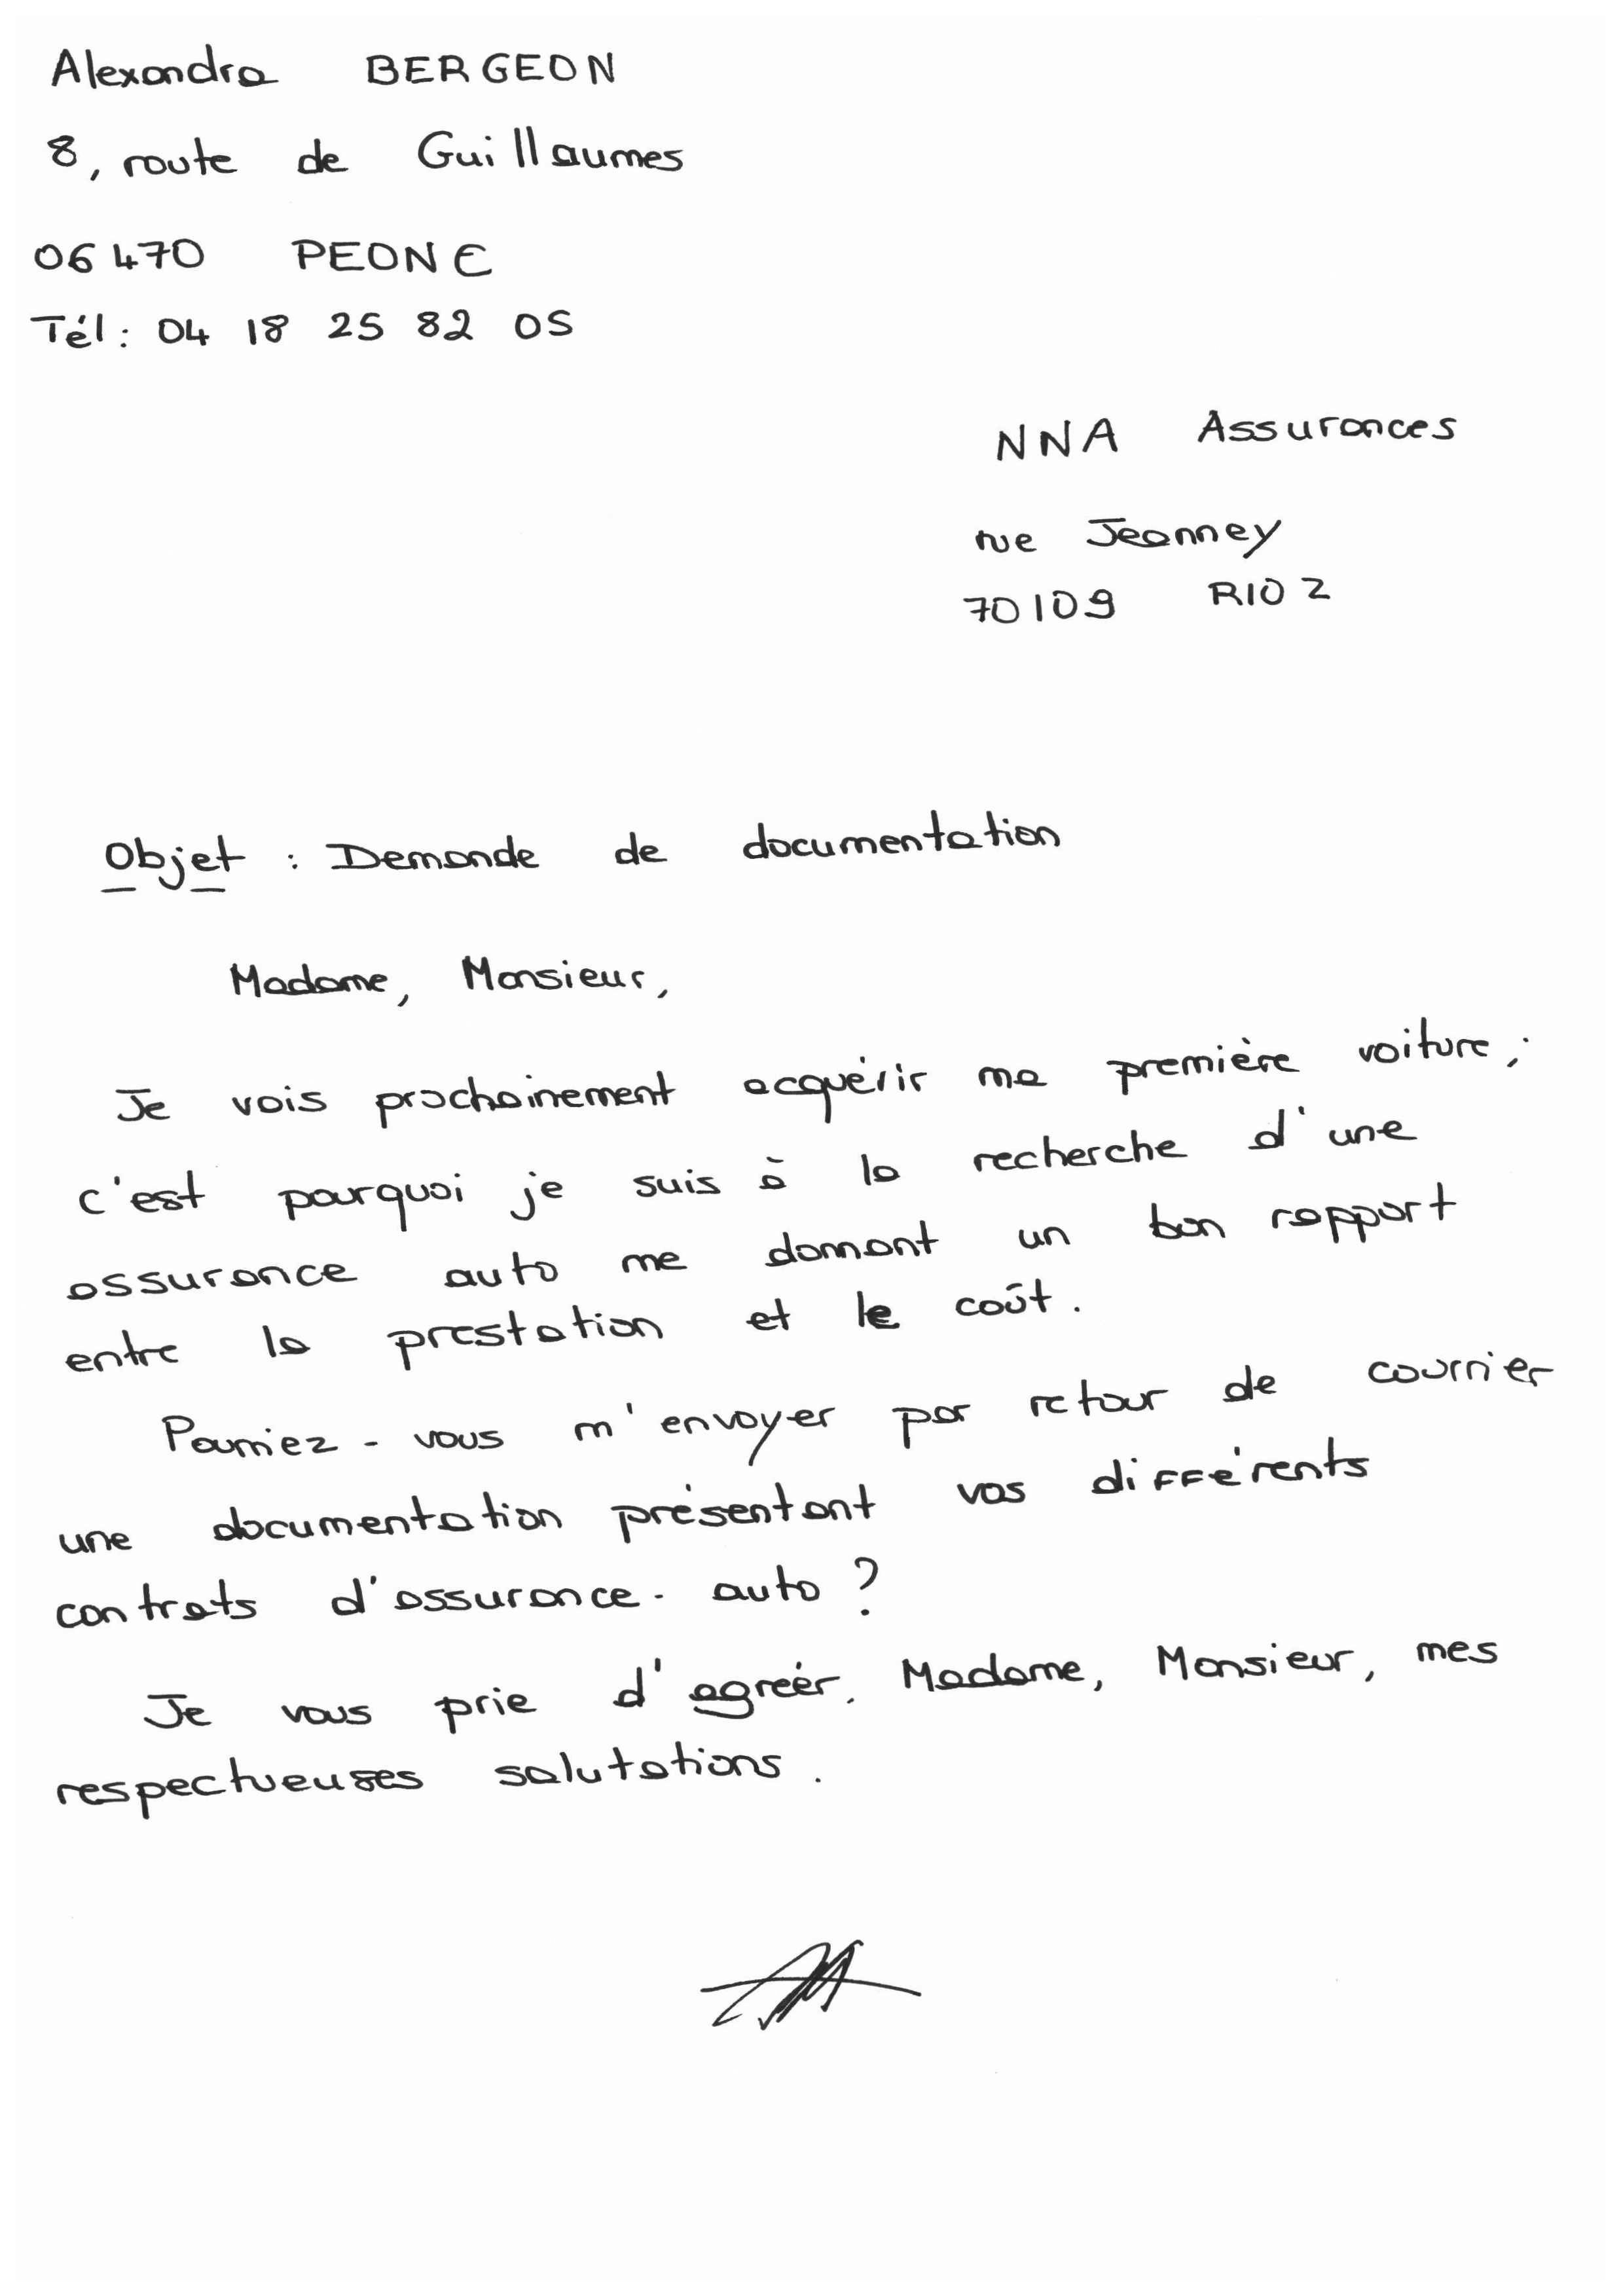 Alexandra BERGEON
8, route de Guillaumes
06470 PEONE
Tél: 04 18 25 82 05
NNA Assurances
rue Jeanney
70109 RIOZ
Objet : Demande de documentation
Madame, Monsieur,
Je vais prochainement acquérir ma première voiture ;
c'est pourquoi je suis à la recherche d'une
assurance auto me donnant un bon rapport
entre la prestation et le coût.
Pourriez-vous m'envoyer par retour de courrier
une documentation présentant vos différents
contrats d'assurance-auto ?
Je vous prie d'agréér, Madame, Monsieur, mes
respectueuses salutations.